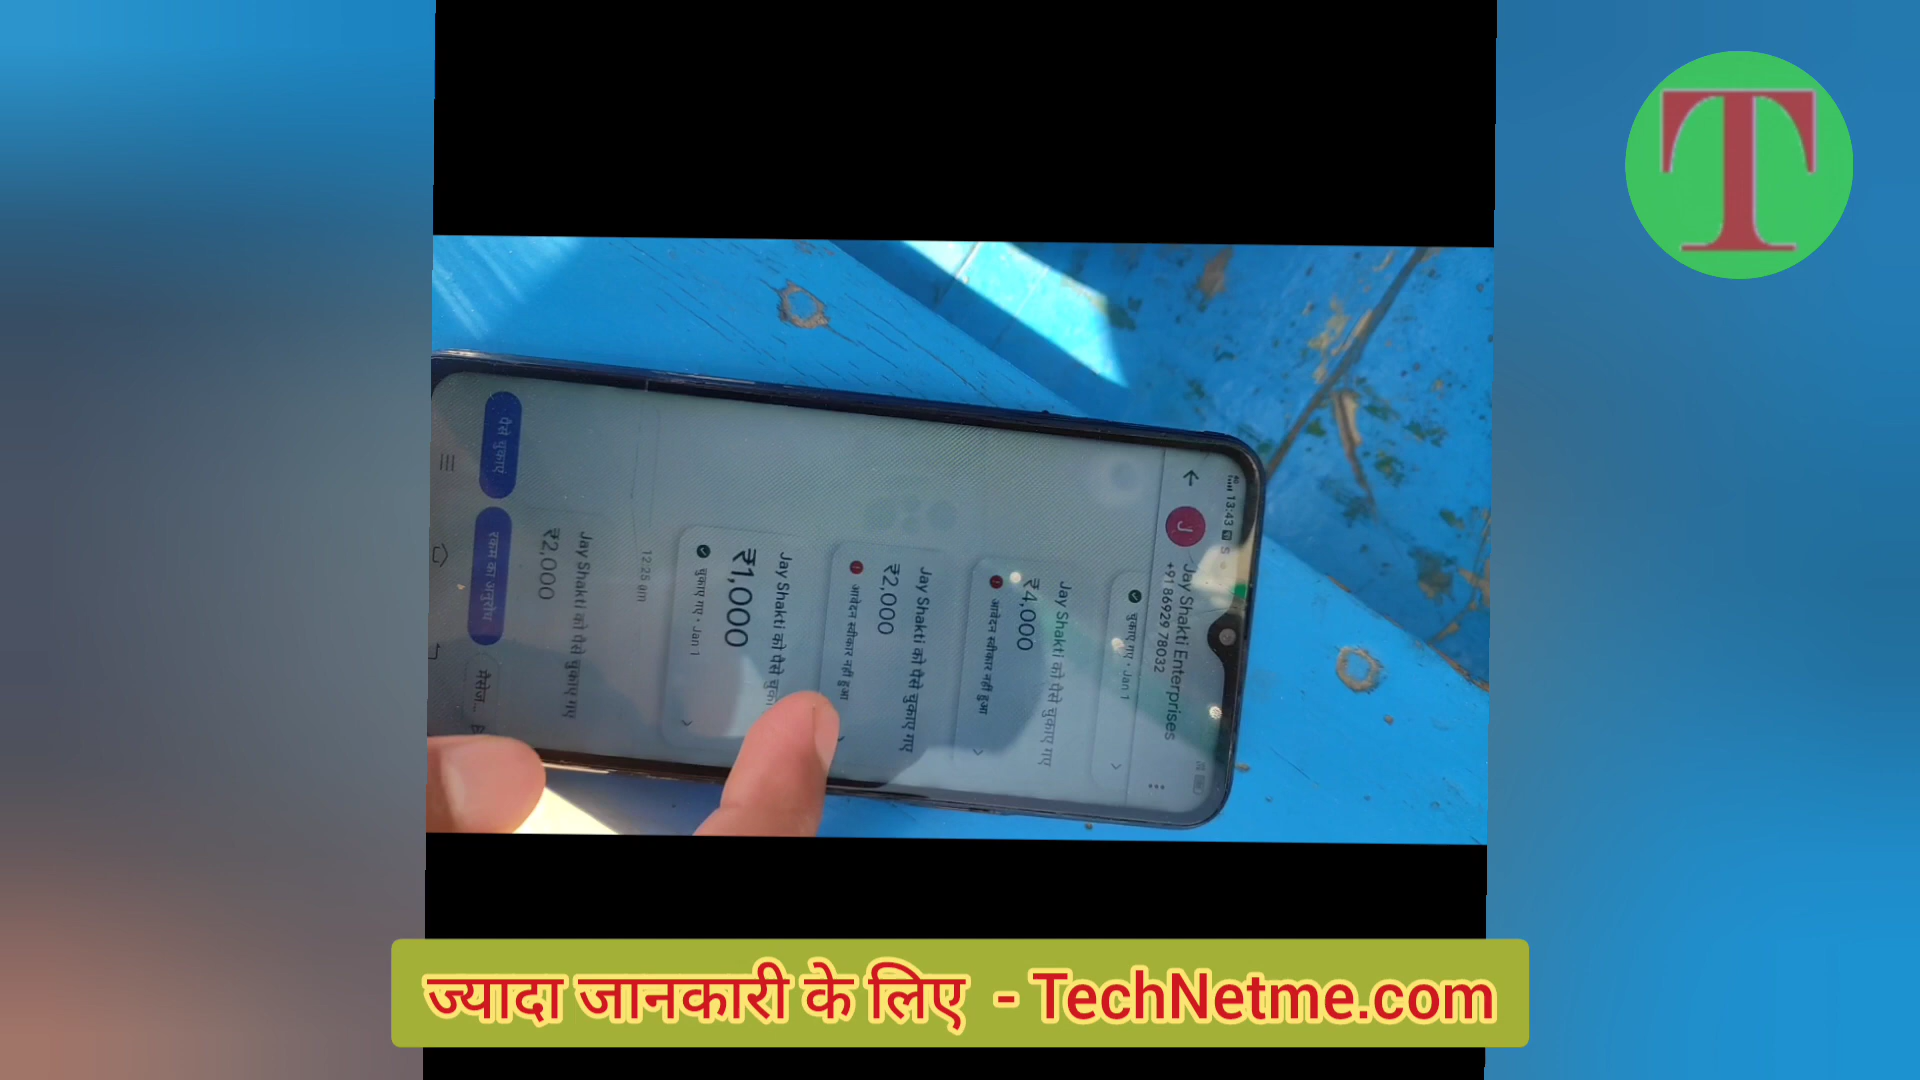 T
13:43
Jay Shakti Enterprises
+91 86929 78032
चुकाए गए • Jan 1
Jay Shakti को पैसे चुकाए गए
₹4,000
आवेदन स्वीकार नहीं हुआ
Jay Shakti को पैसे चुकाए गए
₹2,000
आवेदन स्वीकार नहीं हुआ
Jay Shakti को पैसे
₹1,000
चुकाए गए • Jan 1
12:25 am
Jay Shakti को पैसे चुकाए गए
₹2,000
पैसे चुकाएं
रकम का अनुरोध
मैसेज...
ज्यादा जानकारी के लिए - TechNetme.com